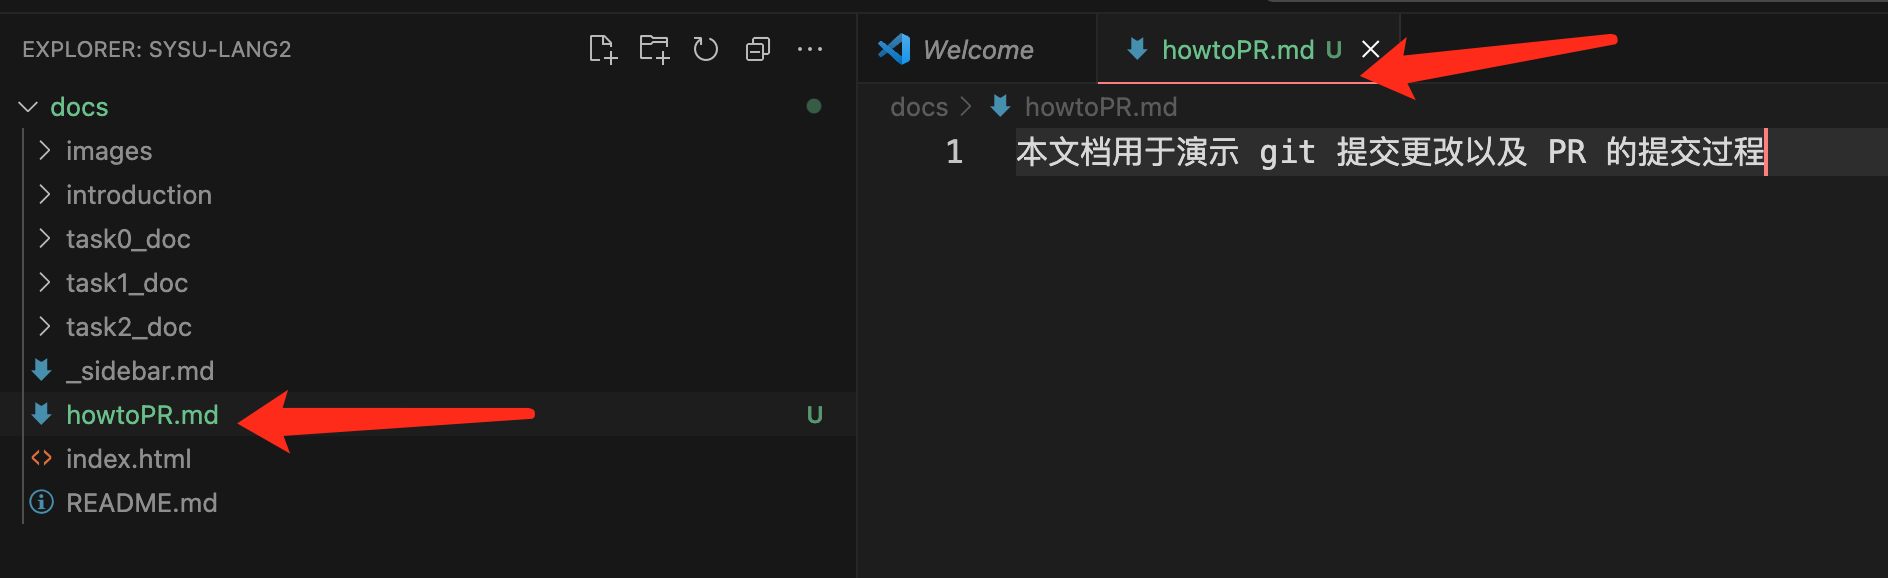 EXPLORER: SYSU-LANG2
docs
images
introduction
task0_doc
task1_doc
task2_doc
_sidebar.md
howtoPR.md U
index.html
README.md
Welcome
howtoPR.md U
docs > howtoPR.md
1 本文档用于演示 git 提交更改以及 PR 的提交过程